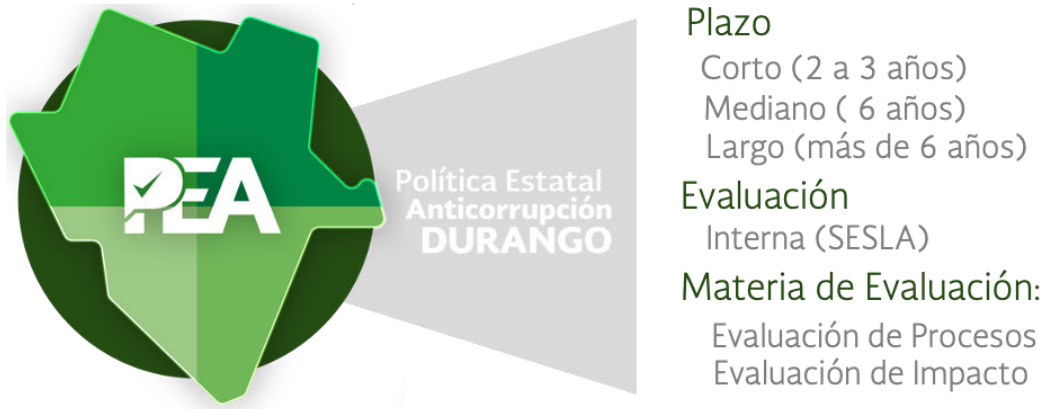 PEA
Política Estatal
Anticorrupción
DURANGO
Plazo
Corto (2 a 3 años)
Mediano ( 6 años)
Largo (más de 6 años)
Evaluación
Interna (SESLA)
Materia de Evaluación:
Evaluación de Procesos
Evaluación de Impacto